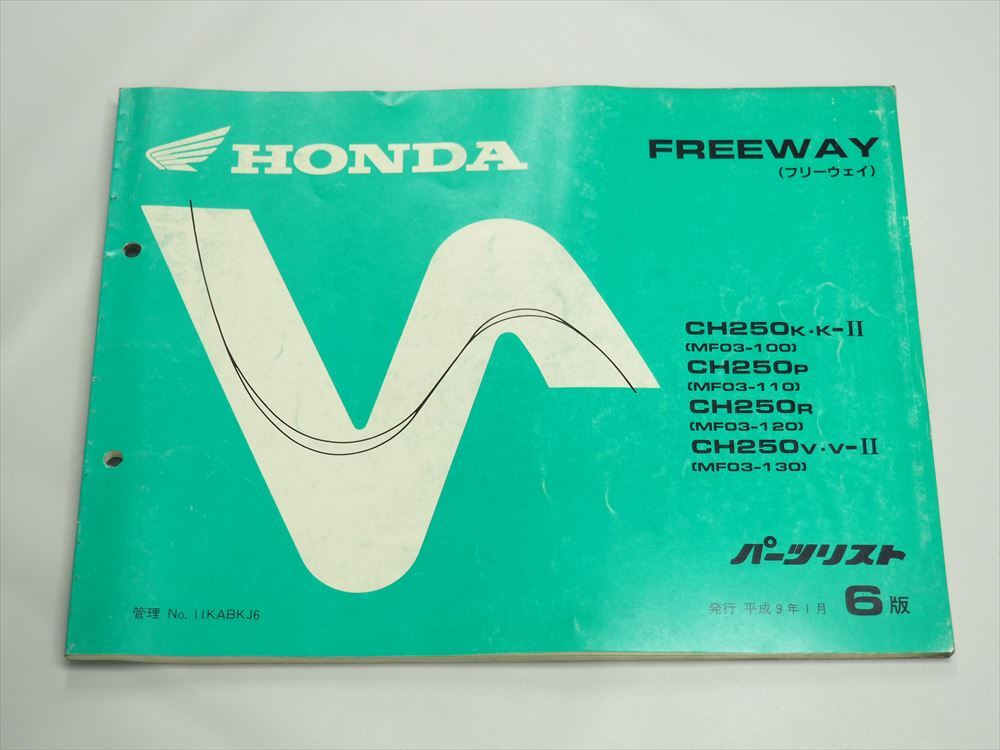 HONDA
FREEWAY
(フリーウェイ)
CH250K・K-II
(MF03-100)
CH250P
(MF03-110)
CH250R
(MF03-120)
CH250V・V-II
(MF03-130)
パーツリスト
管理 No. 11KABKJ6
発行 平成9年1月 6版